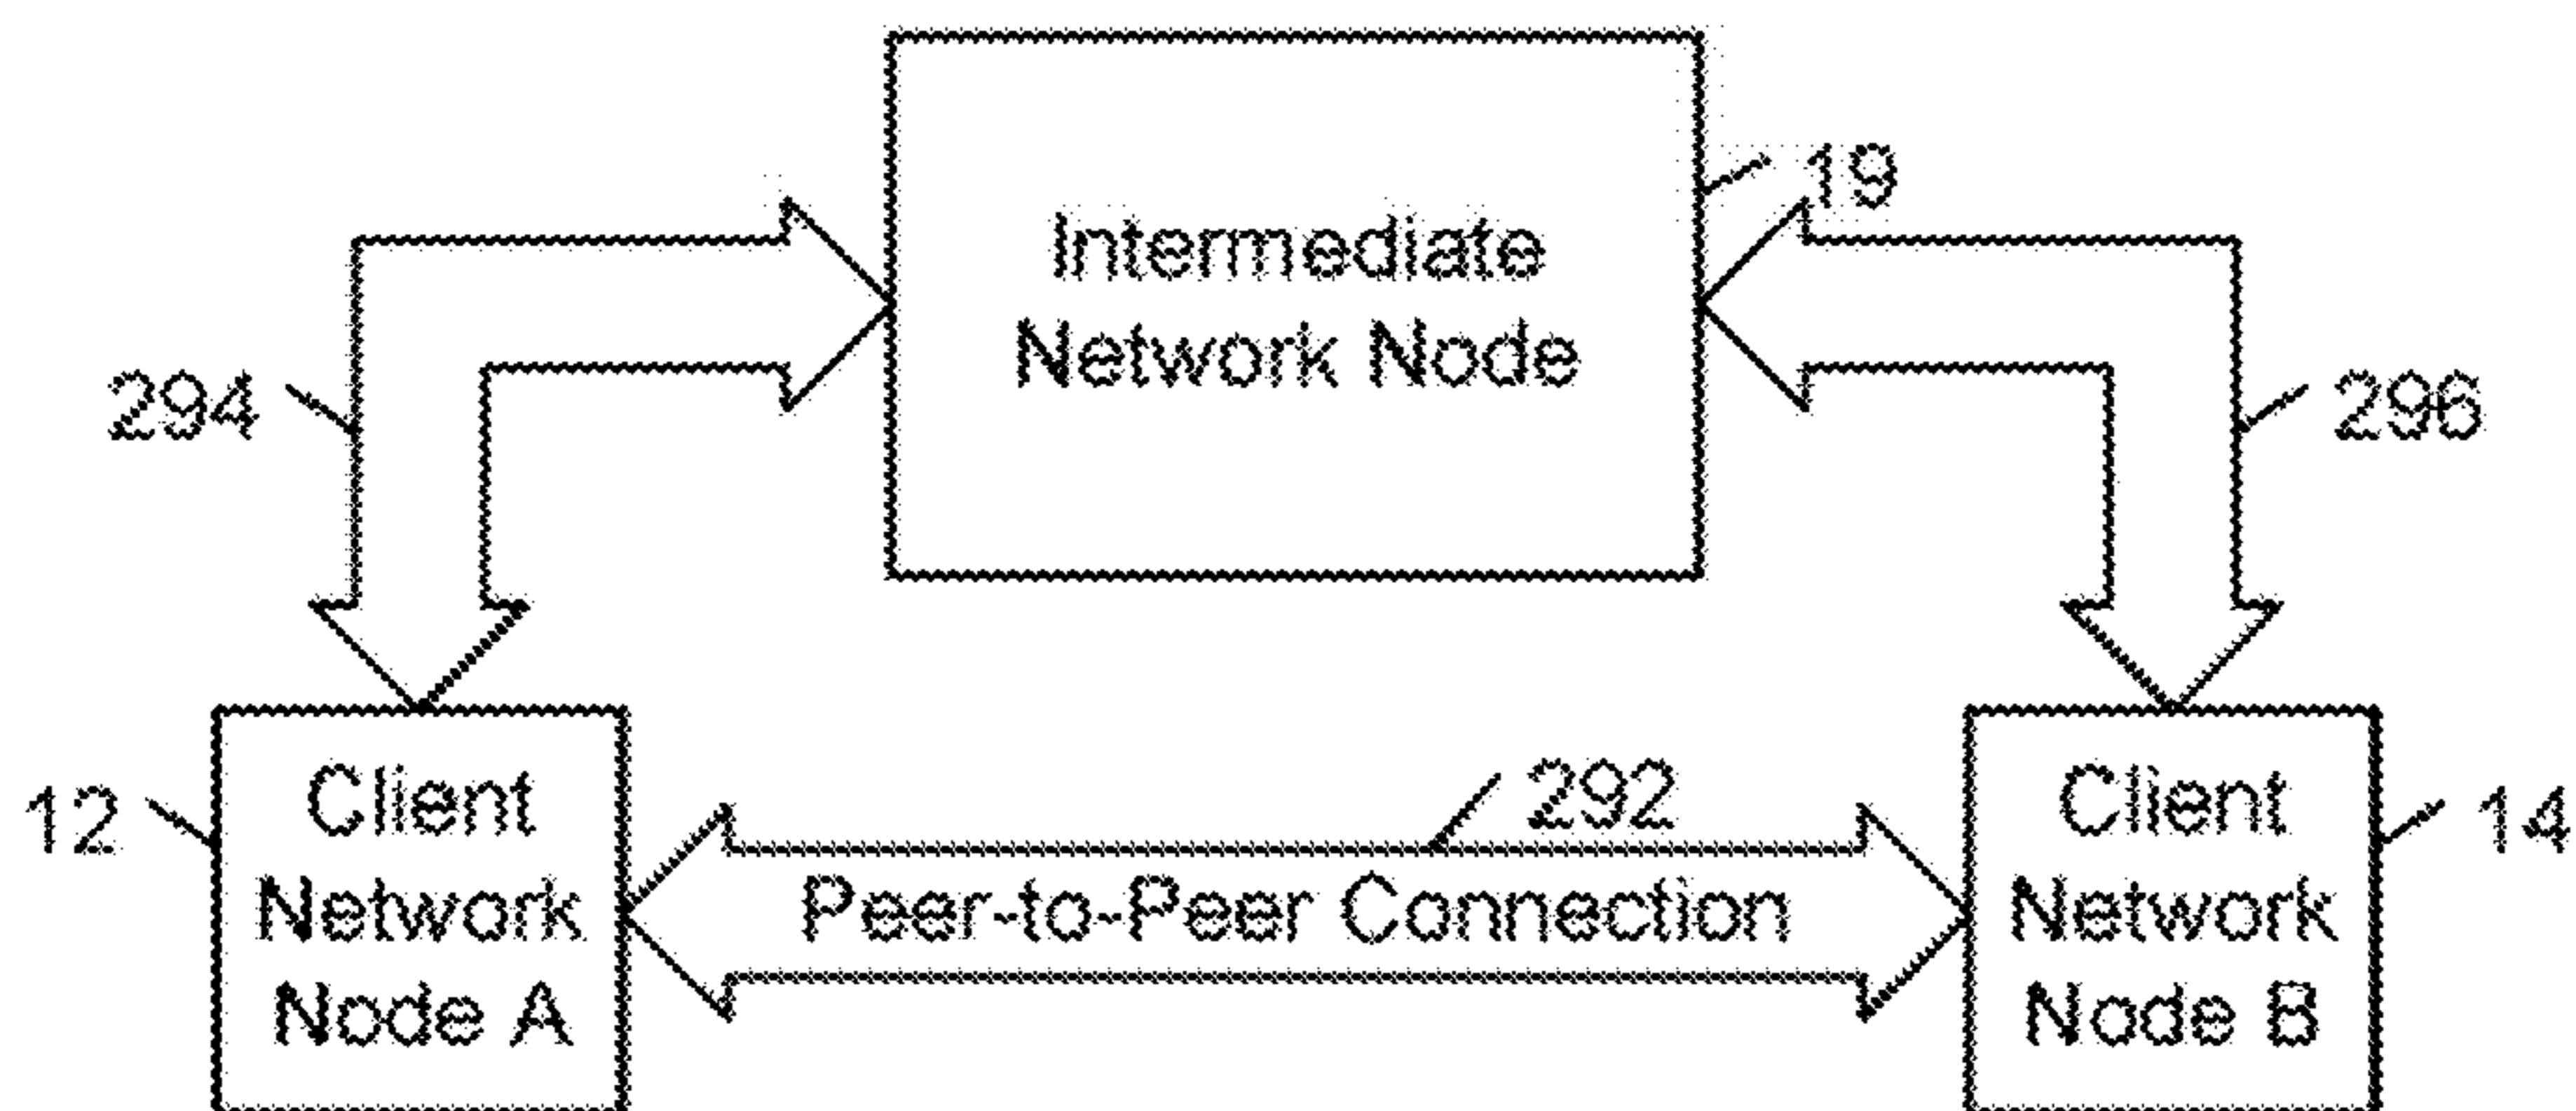 19
Intermediate
Network Node
294
296
12
Client
Network
Node A
292
Peer-to-Peer Connection
Client
Network
Node B
14